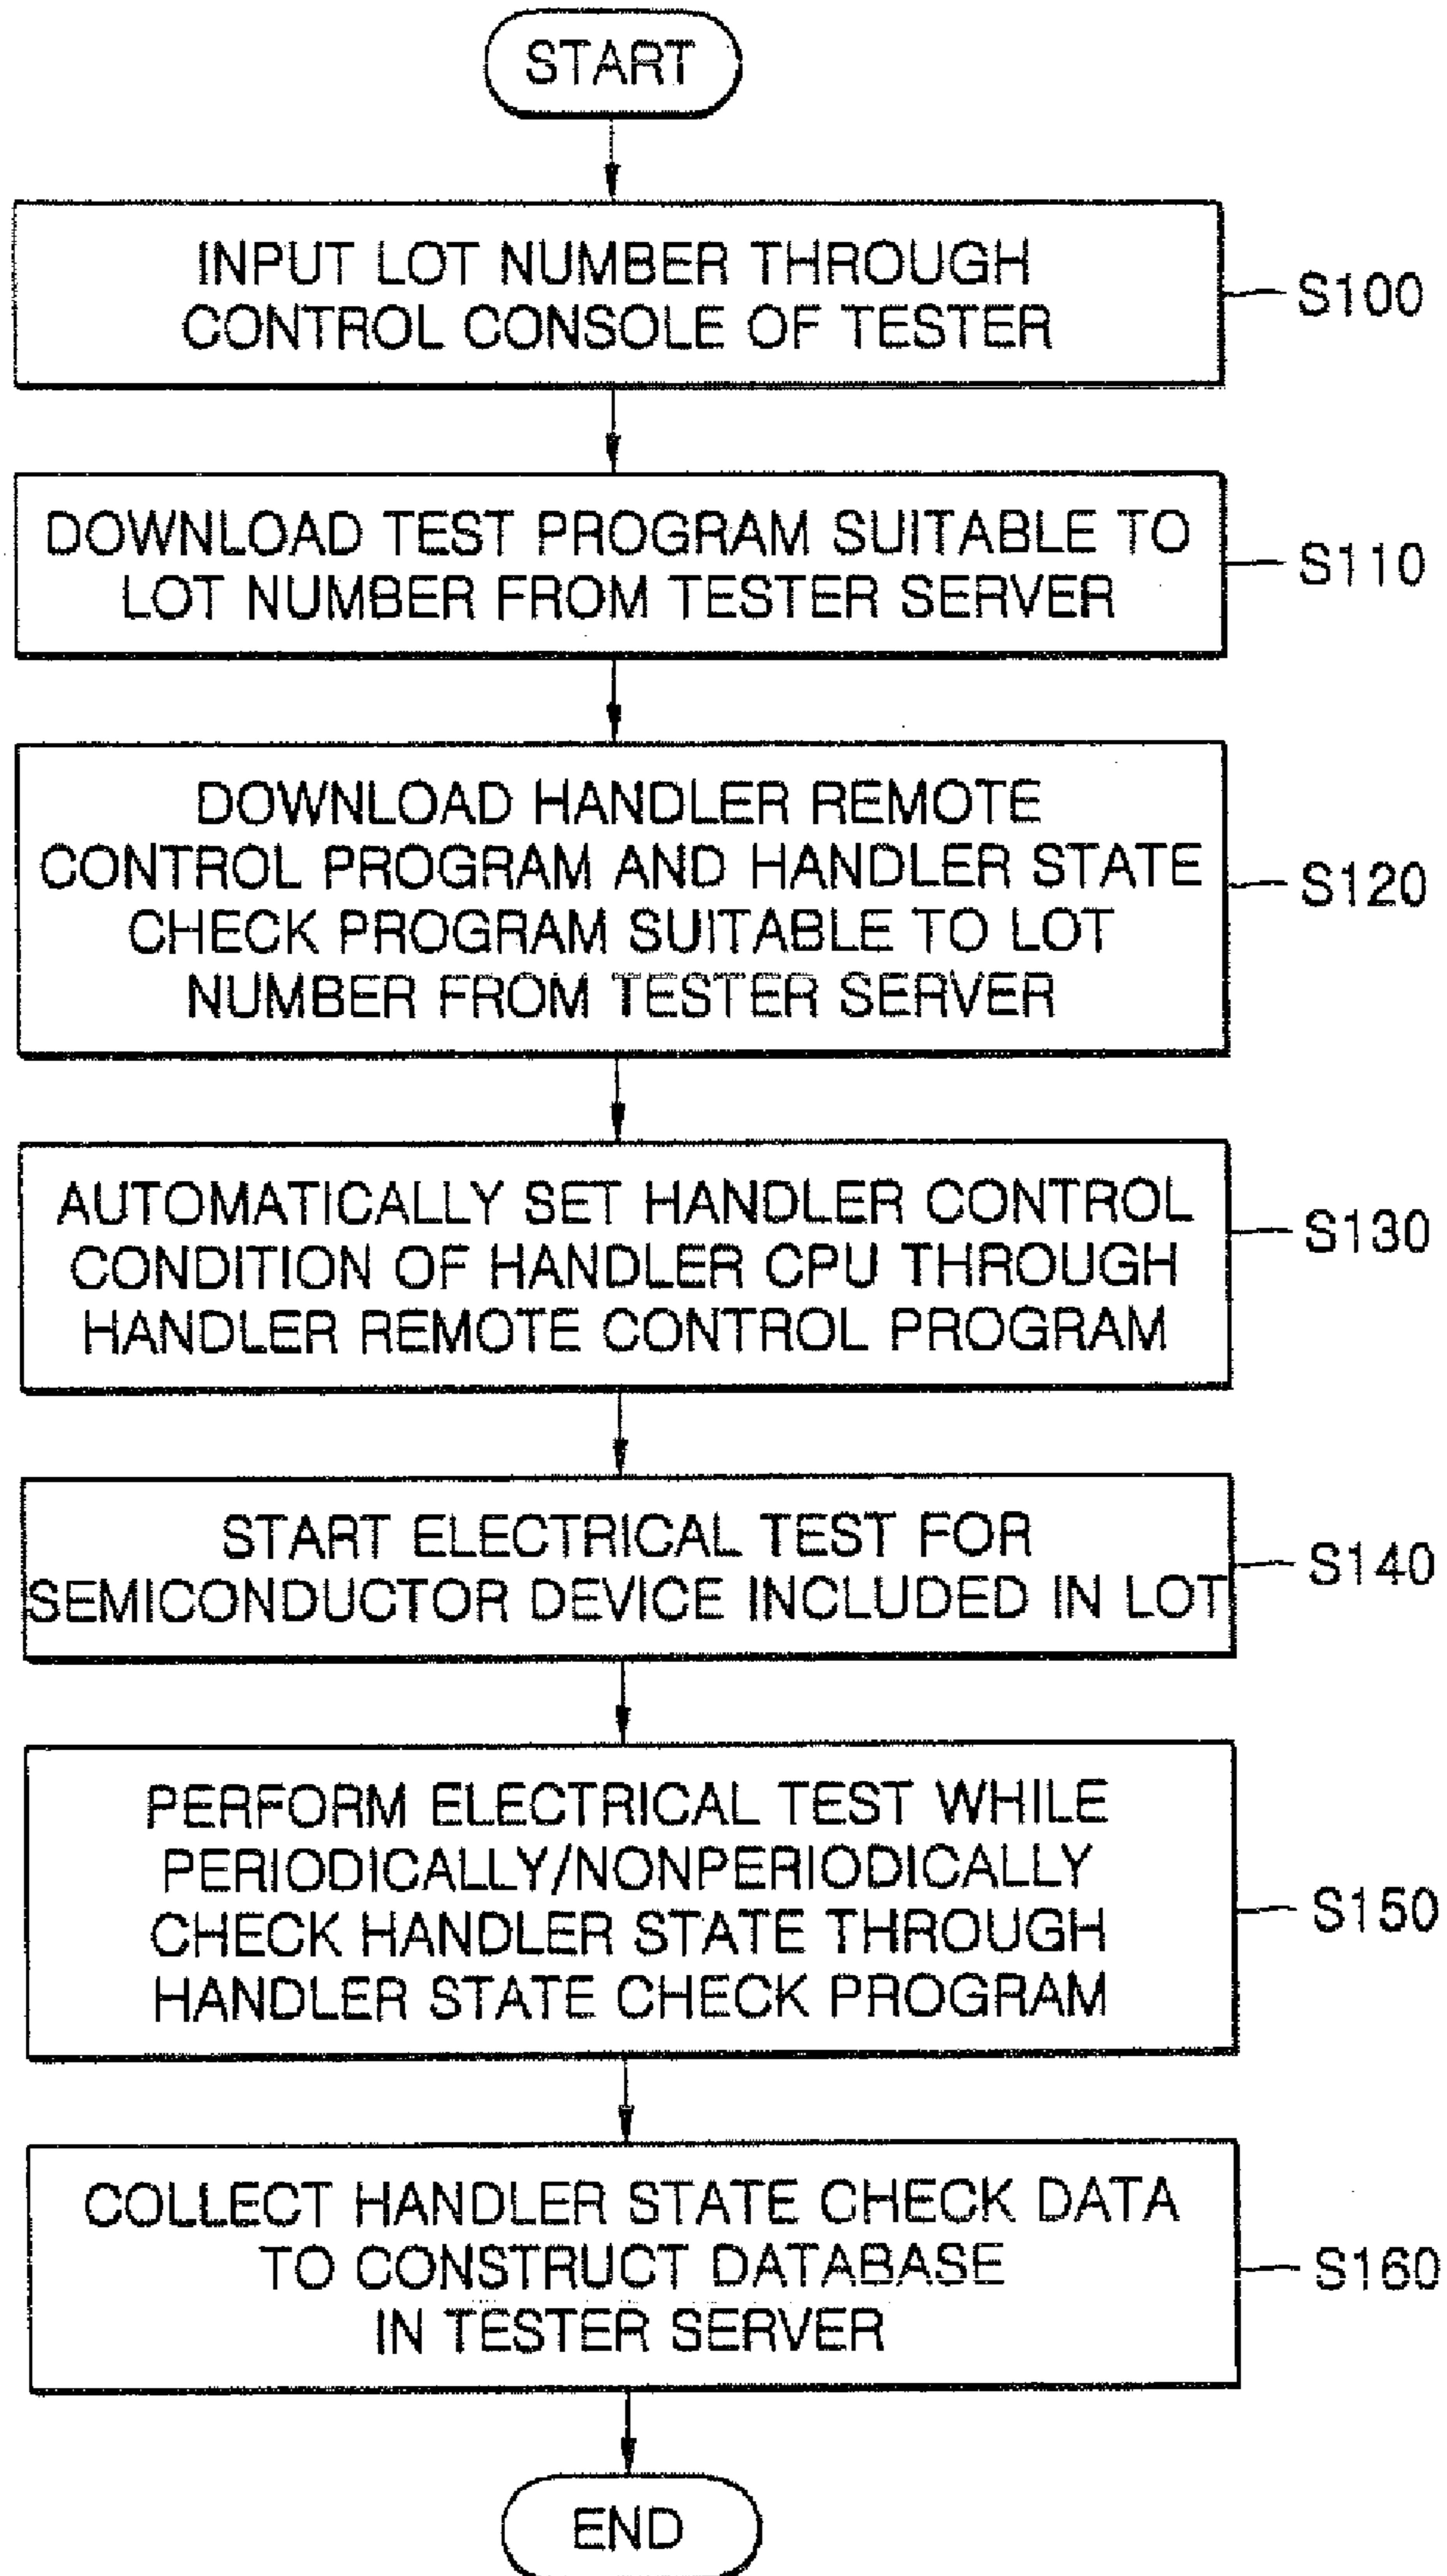 START
INPUT LOT NUMBER THROUGH
CONTROL CONSOLE OF TESTER
S100
DOWNLOAD TEST PROGRAM SUITABLE TO
LOT NUMBER FROM TESTER SERVER
S110
DOWNLOAD HANDLER REMOTE
CONTROL PROGRAM AND HANDLER STATE
CHECK PROGRAM SUITABLE TO LOT
NUMBER FROM TESTER SERVER
S120
AUTOMATICALLY SET HANDLER CONTROL
CONDITION OF HANDLER CPU THROUGH
HANDLER REMOTE CONTROL PROGRAM
S130
START ELECTRICAL TEST FOR
SEMICONDUCTOR DEVICE INCLUDED IN LOT
S140
PERFORM ELECTRICAL TEST WHILE
PERIODICALLY/NONPERIODICALLY
CHECK HANDLER STATE THROUGH
HANDLER STATE CHECK PROGRAM
S150
COLLECT HANDLER STATE CHECK DATA
TO CONSTRUCT DATABASE
IN TESTER SERVER
S160
END